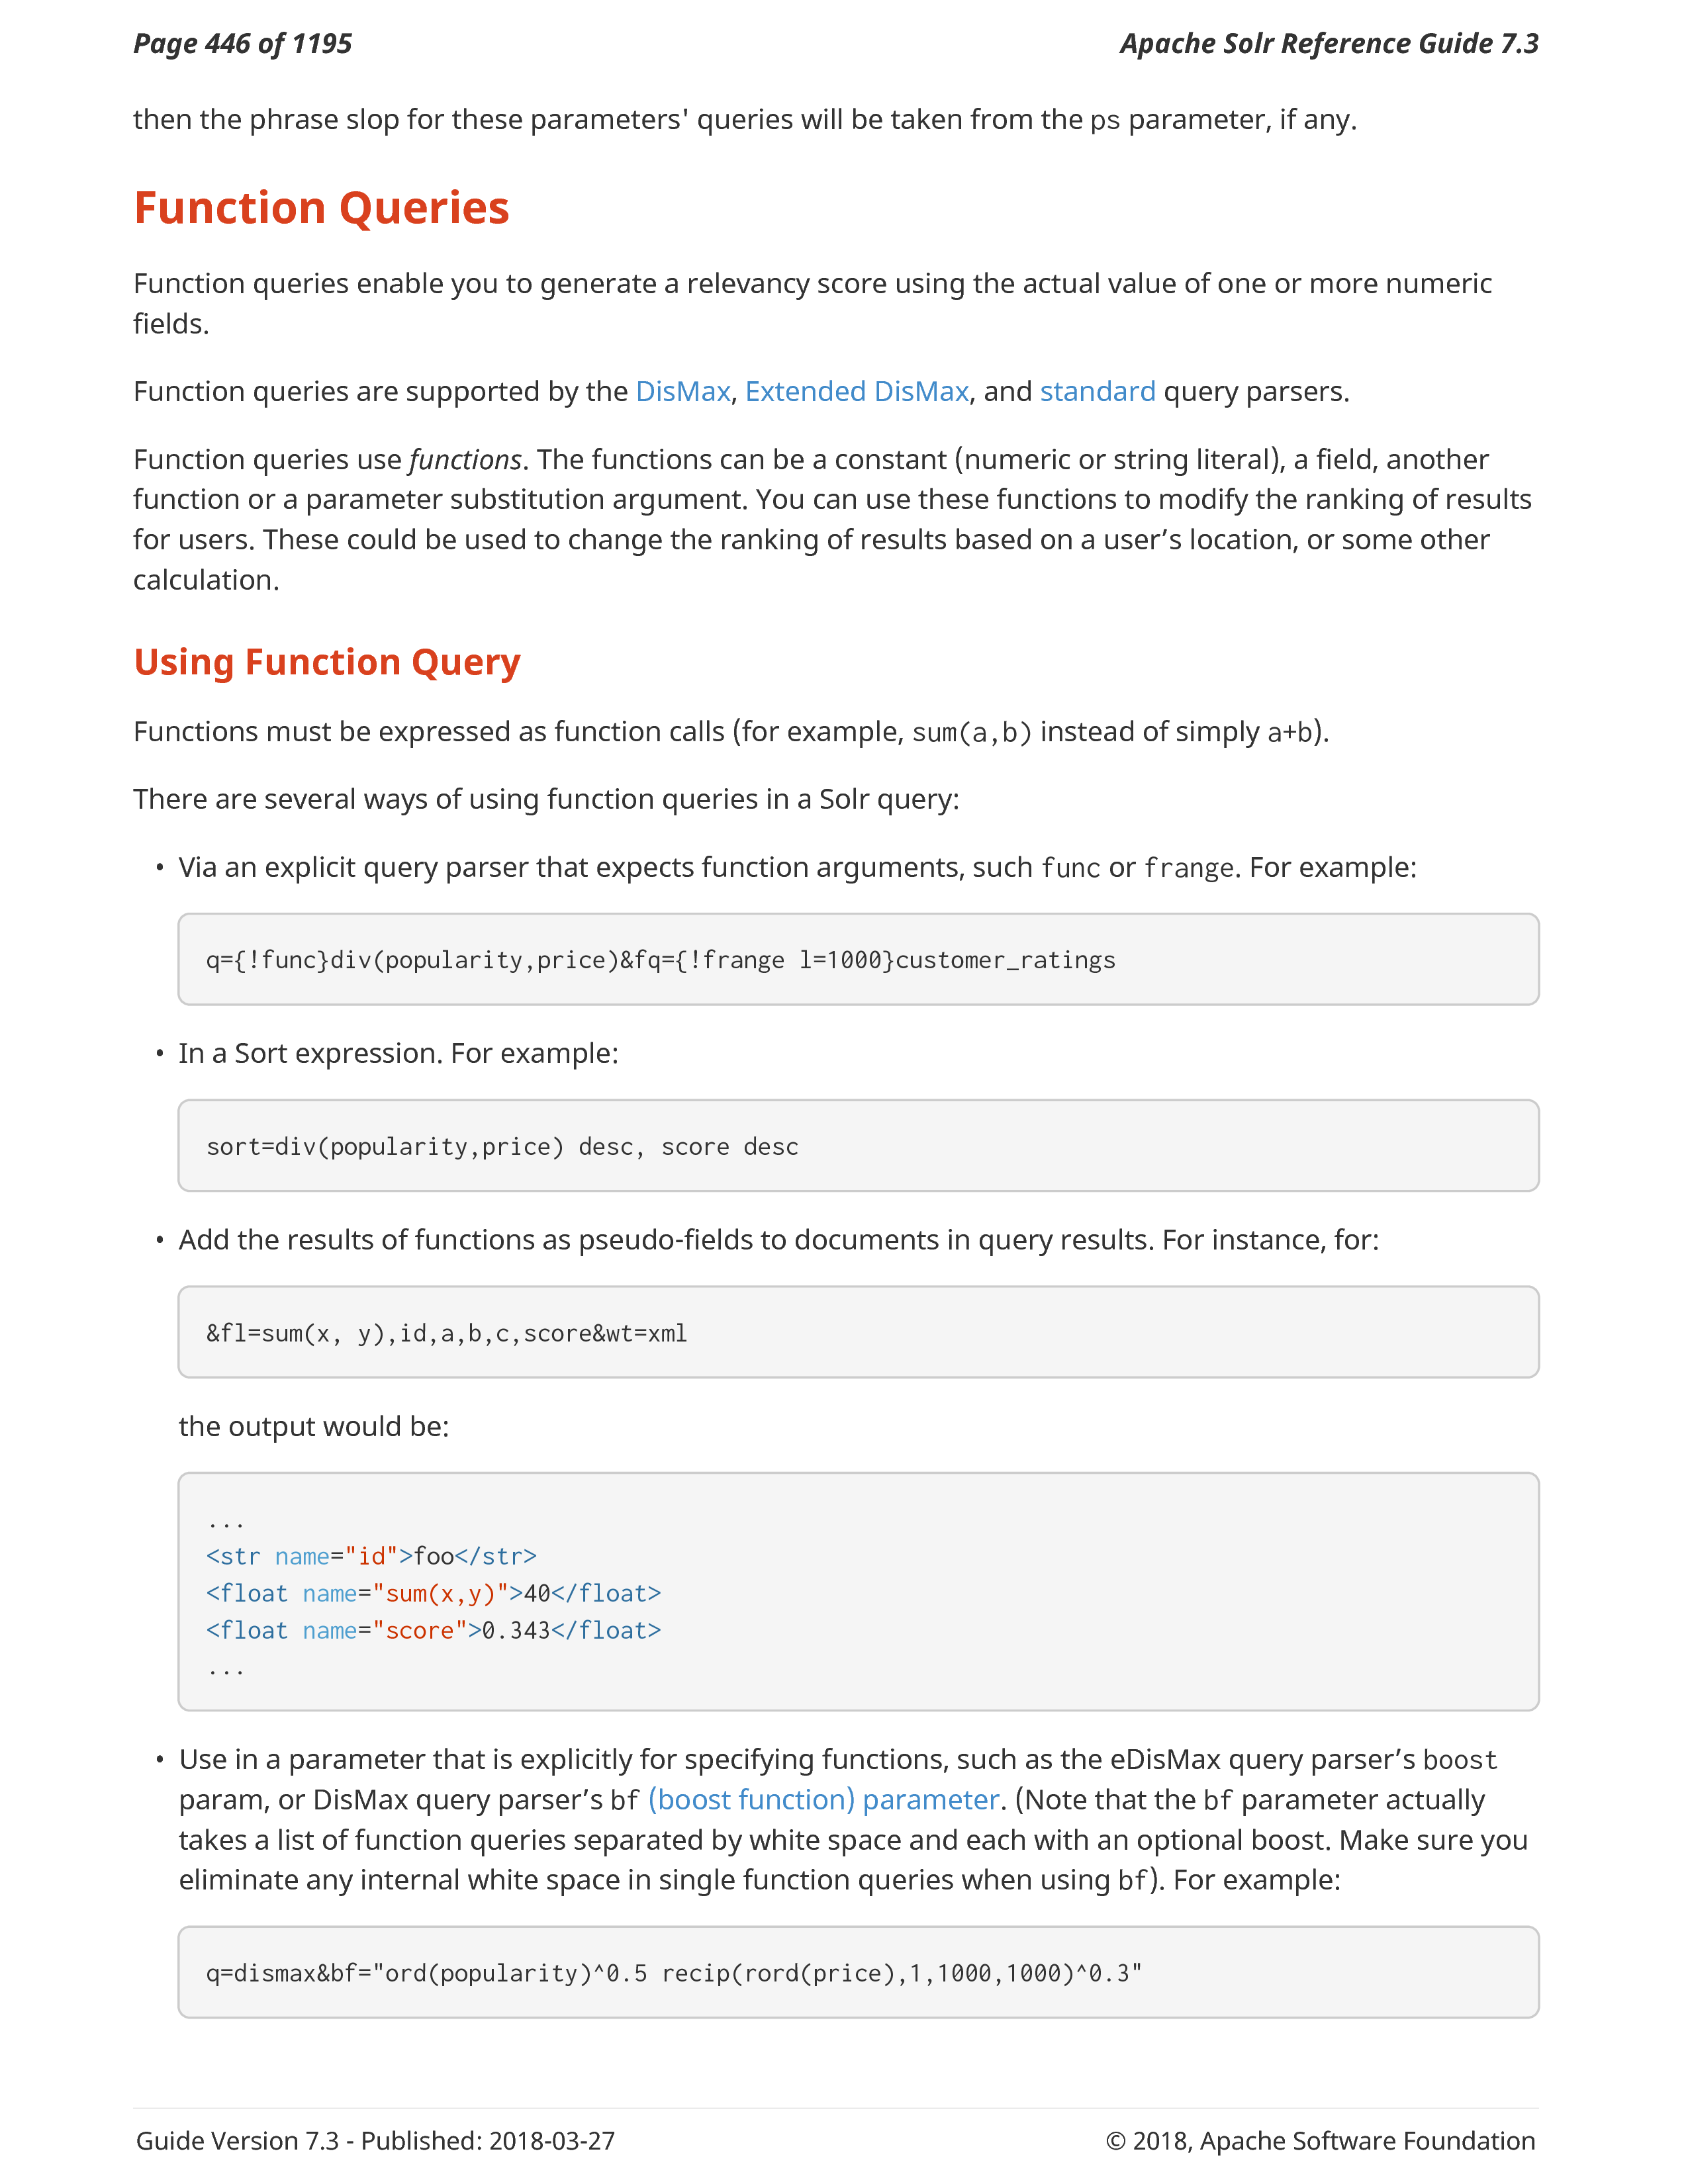 Page 446 of 1195
Apache Solr Reference Guide 7.3
then the phrase slop for these parameters' queries will be taken from the ps parameter, if any.
Function Queries
Function queries enable you to generate a relevancy score using the actual value of one or more numeric
fields.
Function queries are supported by the DisMax, Extended DisMax, and standard query parsers.
Function queries use functions. The functions can be a constant (numeric or string literal), a field, another
function or a parameter substitution argument. You can use these functions to modify the ranking of results
for users. These could be used to change the ranking of results based on a user’s location, or some other
calculation.
Using Function Query
Functions must be expressed as function calls (for example, sum(a,b) instead of simply a+b).
There are several ways of using function queries in a Solr query:
• Via an explicit query parser that expects function arguments, such func or frange. For example:
q={!func}div(popularity,price)&fq={!frange l=1000}customer_ratings
• In a Sort expression. For example:
sort=div(popularity,price) desc, score desc
• Add the results of functions as pseudo-fields to documents in query results. For instance, for:
&fl=sum(x, y),id,a,b,c,score&wt=xml
the output would be:
...
<str name="id">foo</str>
<float name="sum(x,y)">40</float>
<float name="score">0.343</float>
...
• Use in a parameter that is explicitly for specifying functions, such as the eDisMax query parser’s boost
param, or DisMax query parser’s bf (boost function) parameter. (Note that the bf parameter actually
takes a list of function queries separated by white space and each with an optional boost. Make sure you
eliminate any internal white space in single function queries when using bf). For example:
q=dismax&bf="ord(popularity)^0.5 recip(rord(price),1,1000,1000)^0.3"
Guide Version 7.3 - Published: 2018-03-27
© 2018, Apache Software Foundation